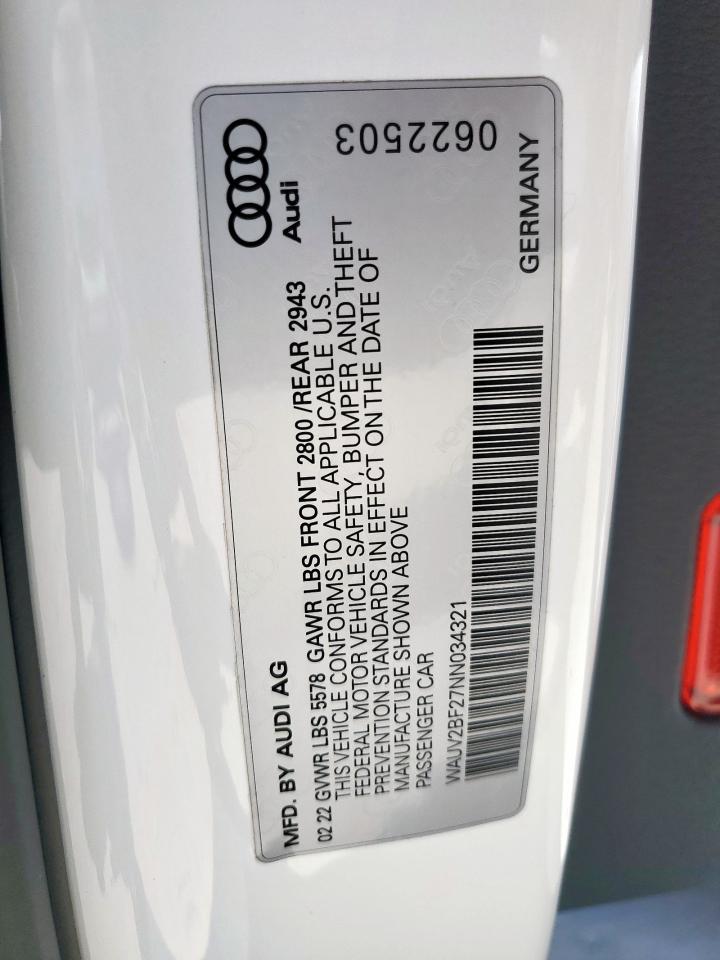 Audi
MFD. BY AUDI AG
02 22 GVWR LBS 5578 GAWR LBS FRONT 2800 /REAR 2943
THIS VEHICLE CONFORMS TO ALL APPLICABLE U.S.
FEDERAL MOTOR VEHICLE SAFETY, BUMPER AND THEFT
PREVENTION STANDARDS IN EFFECT ON THE DATE OF
MANUFACTURE SHOWN ABOVE
PASSENGER CAR
WAUV2BF27NN034321
GERMANY
0622503